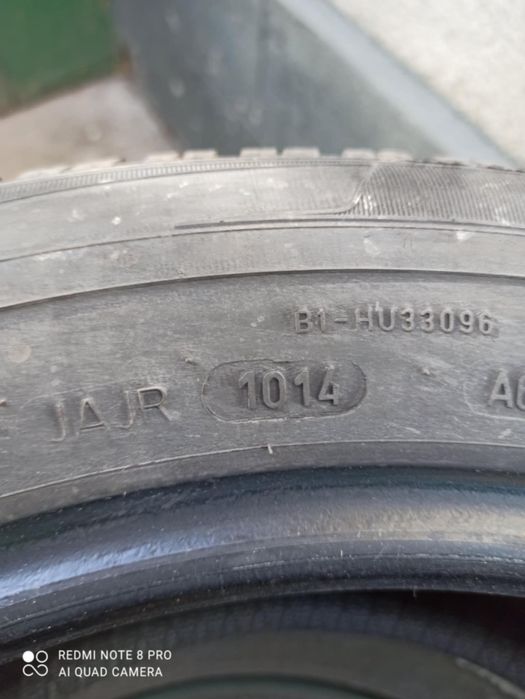 B1-HU33096
JAJR 1014
REDMI NOTE 8 PRO
AI QUAD CAMERA